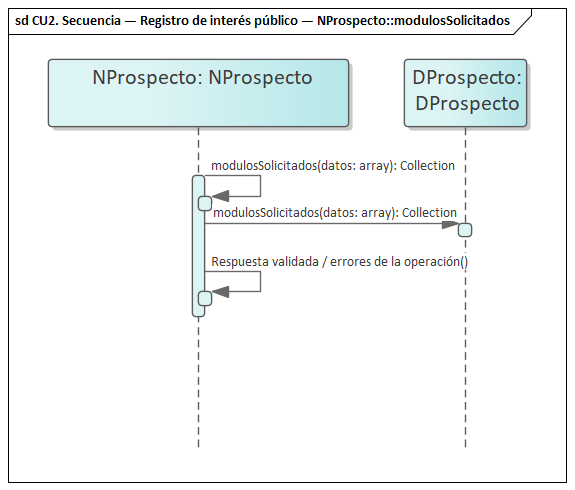 sd CU2. Secuencia — Registro de interés público — NProspecto::modulosSolicitados
NProspecto: NProspecto
DProspecto:
DProspecto
modulosSolicitados(datos: array): Collection
modulosSolicitados(datos: array): Collection
Respuesta validada / errores de la operación()